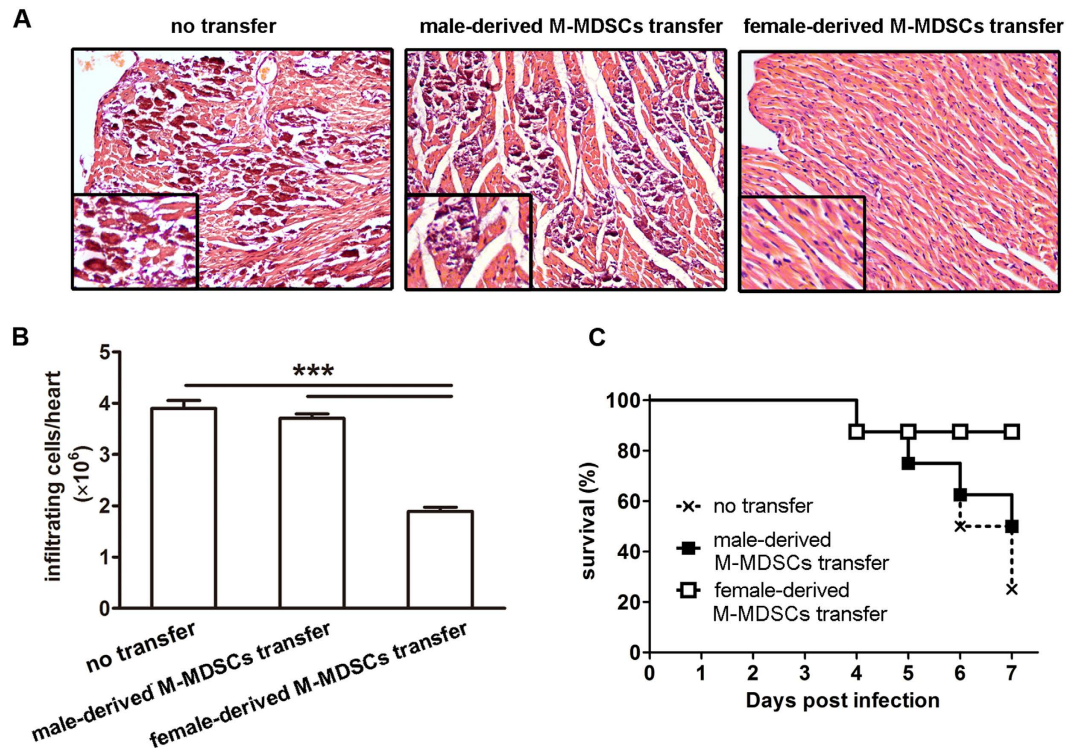 A
no transfer
male-derived M-MDSCs transfer
female-derived M-MDSCs transfer
B
infiltrating cells/heart
(×10⁶)
5
4
3
2
1
0
***
no transfer
male-derived M-MDSCs transfer
female-derived M-MDSCs transfer
C
survival (%)
100
80
60
40
20
0
no transfer
male-derived
M-MDSCs transfer
female-derived
M-MDSCs transfer
0 1 2 3 4 5 6 7
Days post infection